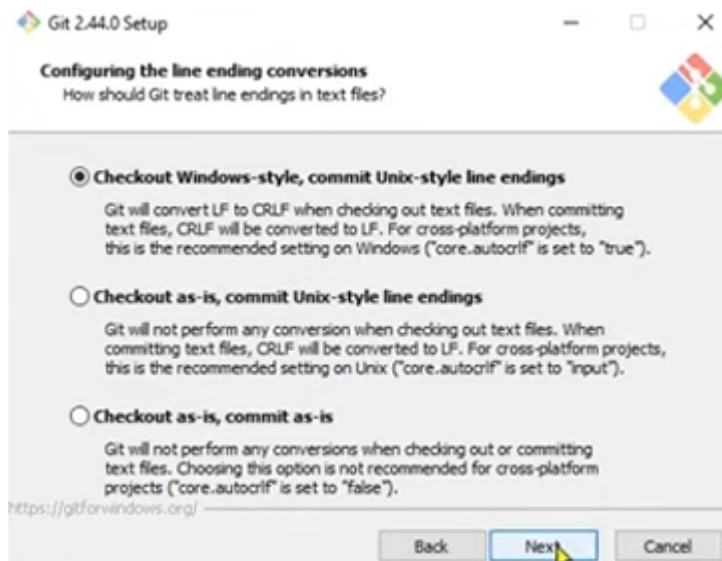 Git 2.44.0 Setup
Configuring the line ending conversions
How should Git treat line endings in text files?
Checkout Windows-style, commit Unix-style line endings
Git will convert LF to CRLF when checking out text files. When committing
text files, CRLF will be converted to LF. For cross-platform projects,
this is the recommended setting on Windows ("core.autocrlf" is set to "true").
Checkout as-is, commit Unix-style line endings
Git will not perform any conversion when checking out text files. When
committing text files, CRLF will be converted to LF. For cross-platform projects,
this is the recommended setting on Unix ("core.autocrlf" is set to "input").
Checkout as-is, commit as-is
Git will not perform any conversions when checking out or committing
text files. Choosing this option is not recommended for cross-platform
projects ("core.autocrlf" is set to "false").
https://gitforwindows.org/
Back Next Cancel